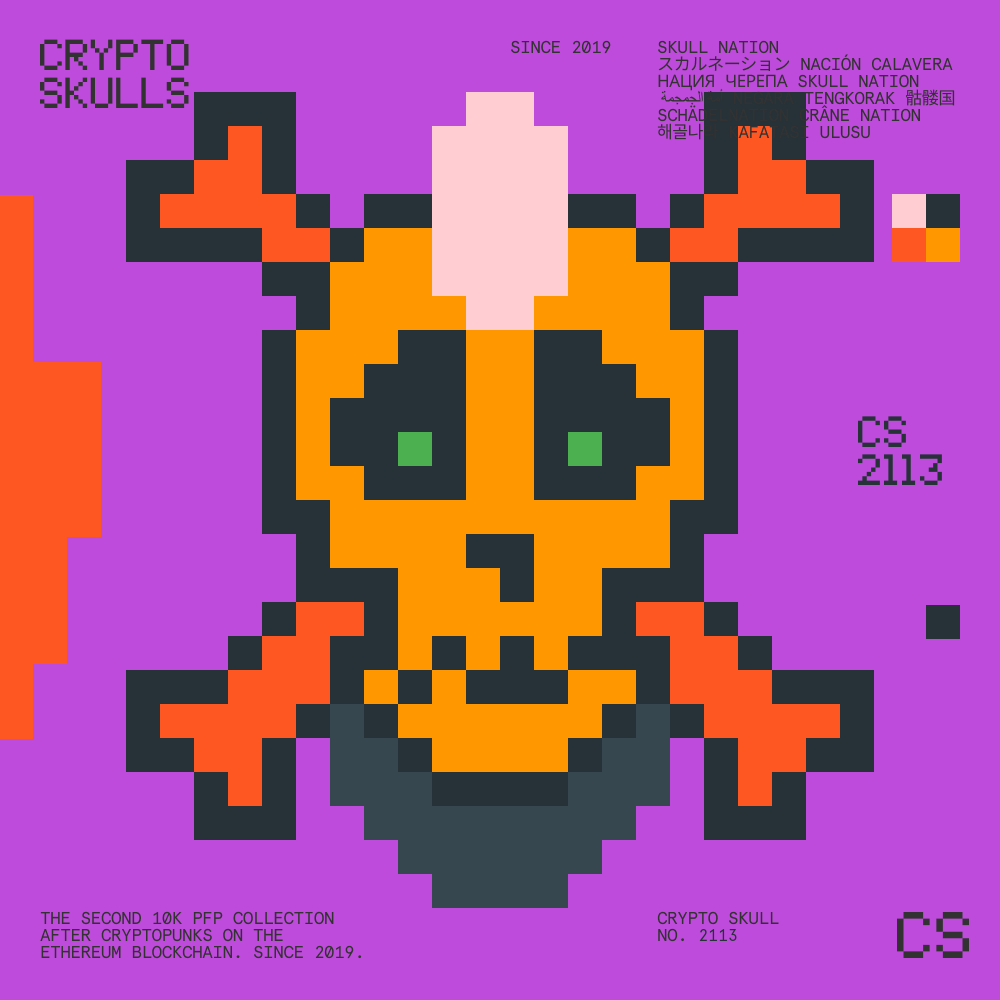 CRYPTO
SKULLS
SINCE 2019
SKULL NATION
スカルネーション NACIÓN CALAVERA
НАЦИЯ ЧЕРЕПА SKULL NATION
TENGKORAK 骷髅国
CRÂNE NATION
ULUSU
CS
2113
THE SECOND 10K PFP COLLECTION
AFTER CRYPTOPUNKS ON THE
ETHEREUM BLOCKCHAIN. SINCE 2019.
CRYPTO SKULL
NO. 2113
CS